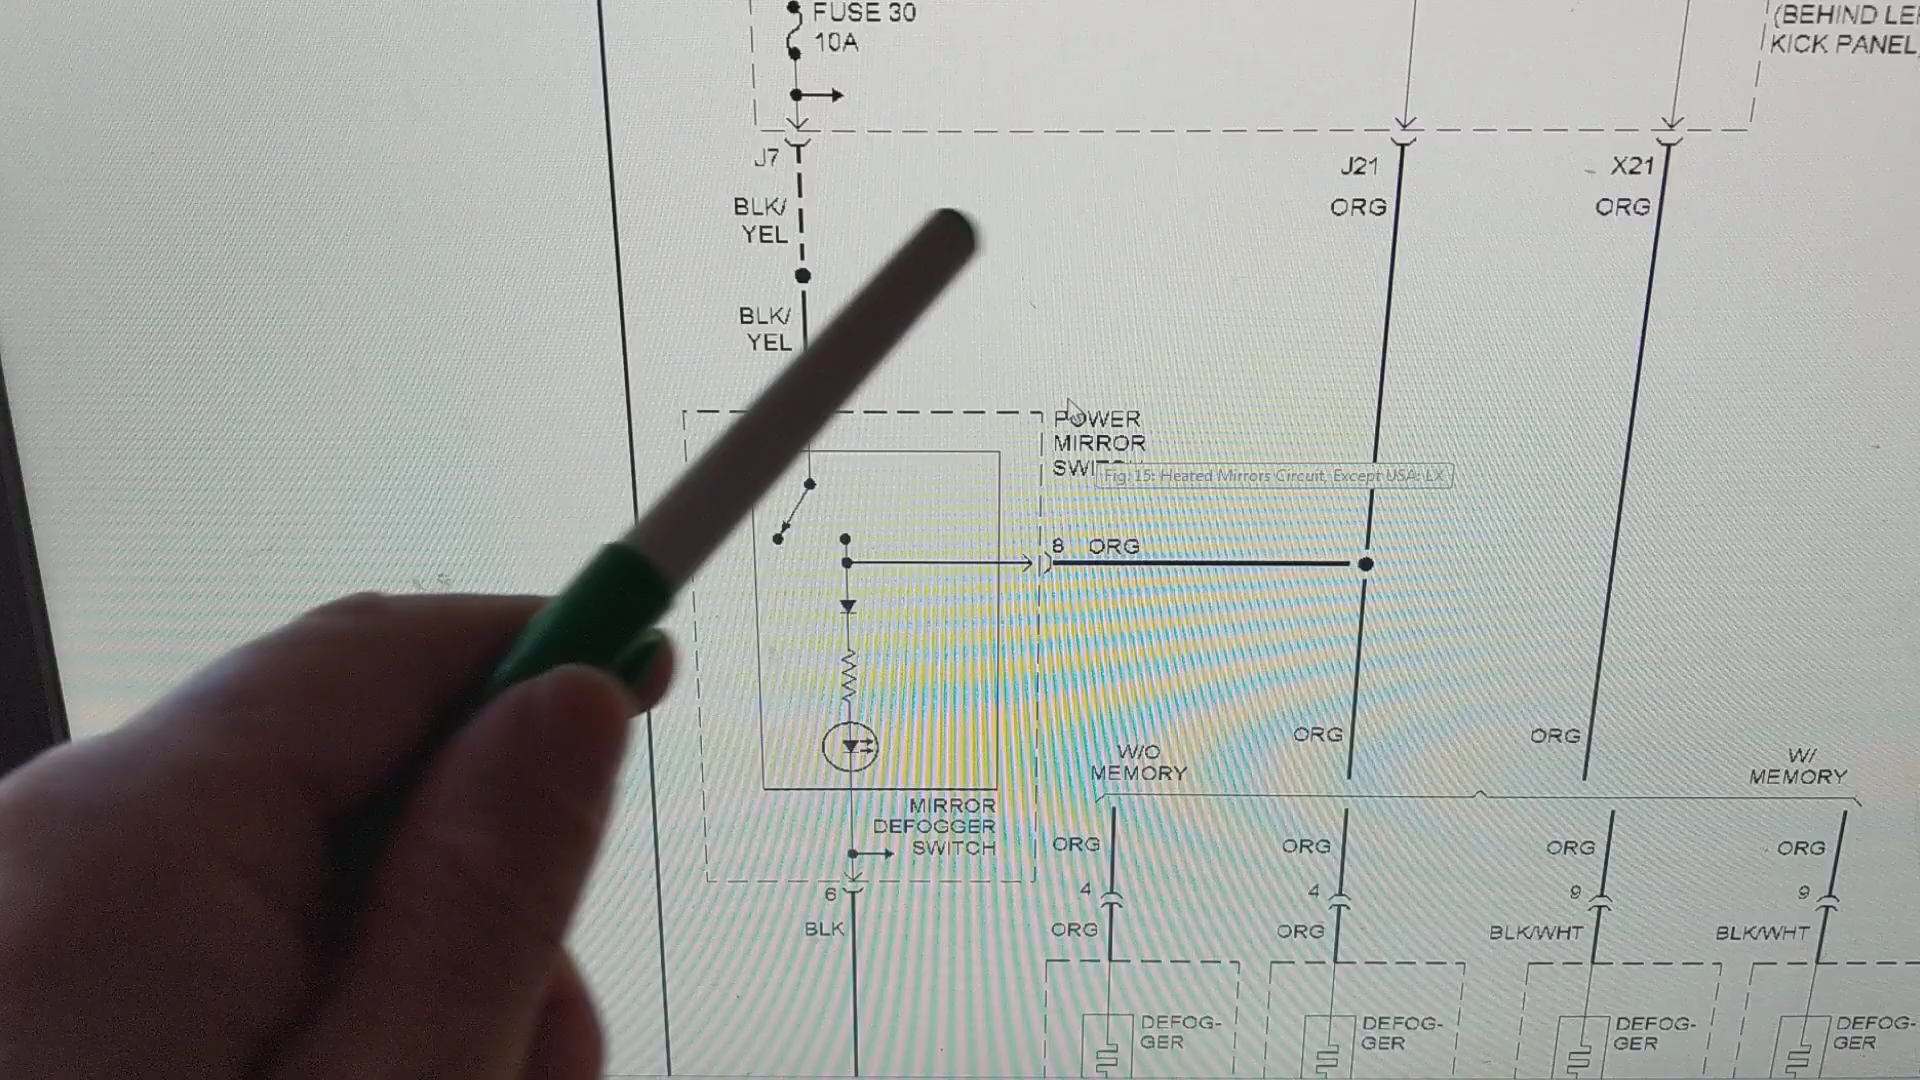 FUSE 30
10A
(BEHIND
KICK PANEL
J7
J21
X21
BLK/
YEL
ORG
ORG
BLK/
YEL
POWER
MIRROR
Fig. 15: Heated Mirrors Circuit, Except USA: LX
8 ORG
ORG
ORG
W/O
MEMORY
W/
MEMORY
MIRROR
DEFOGGER
SWITCH
ORG
ORG
ORG
ORG
6
4
4
9
9
BLK
ORG
ORG
BLK/WHT
BLK/WHT
DEFOG-
GER
DEFOG-
GER
DEFOG-
GER
DEFOG-
GER